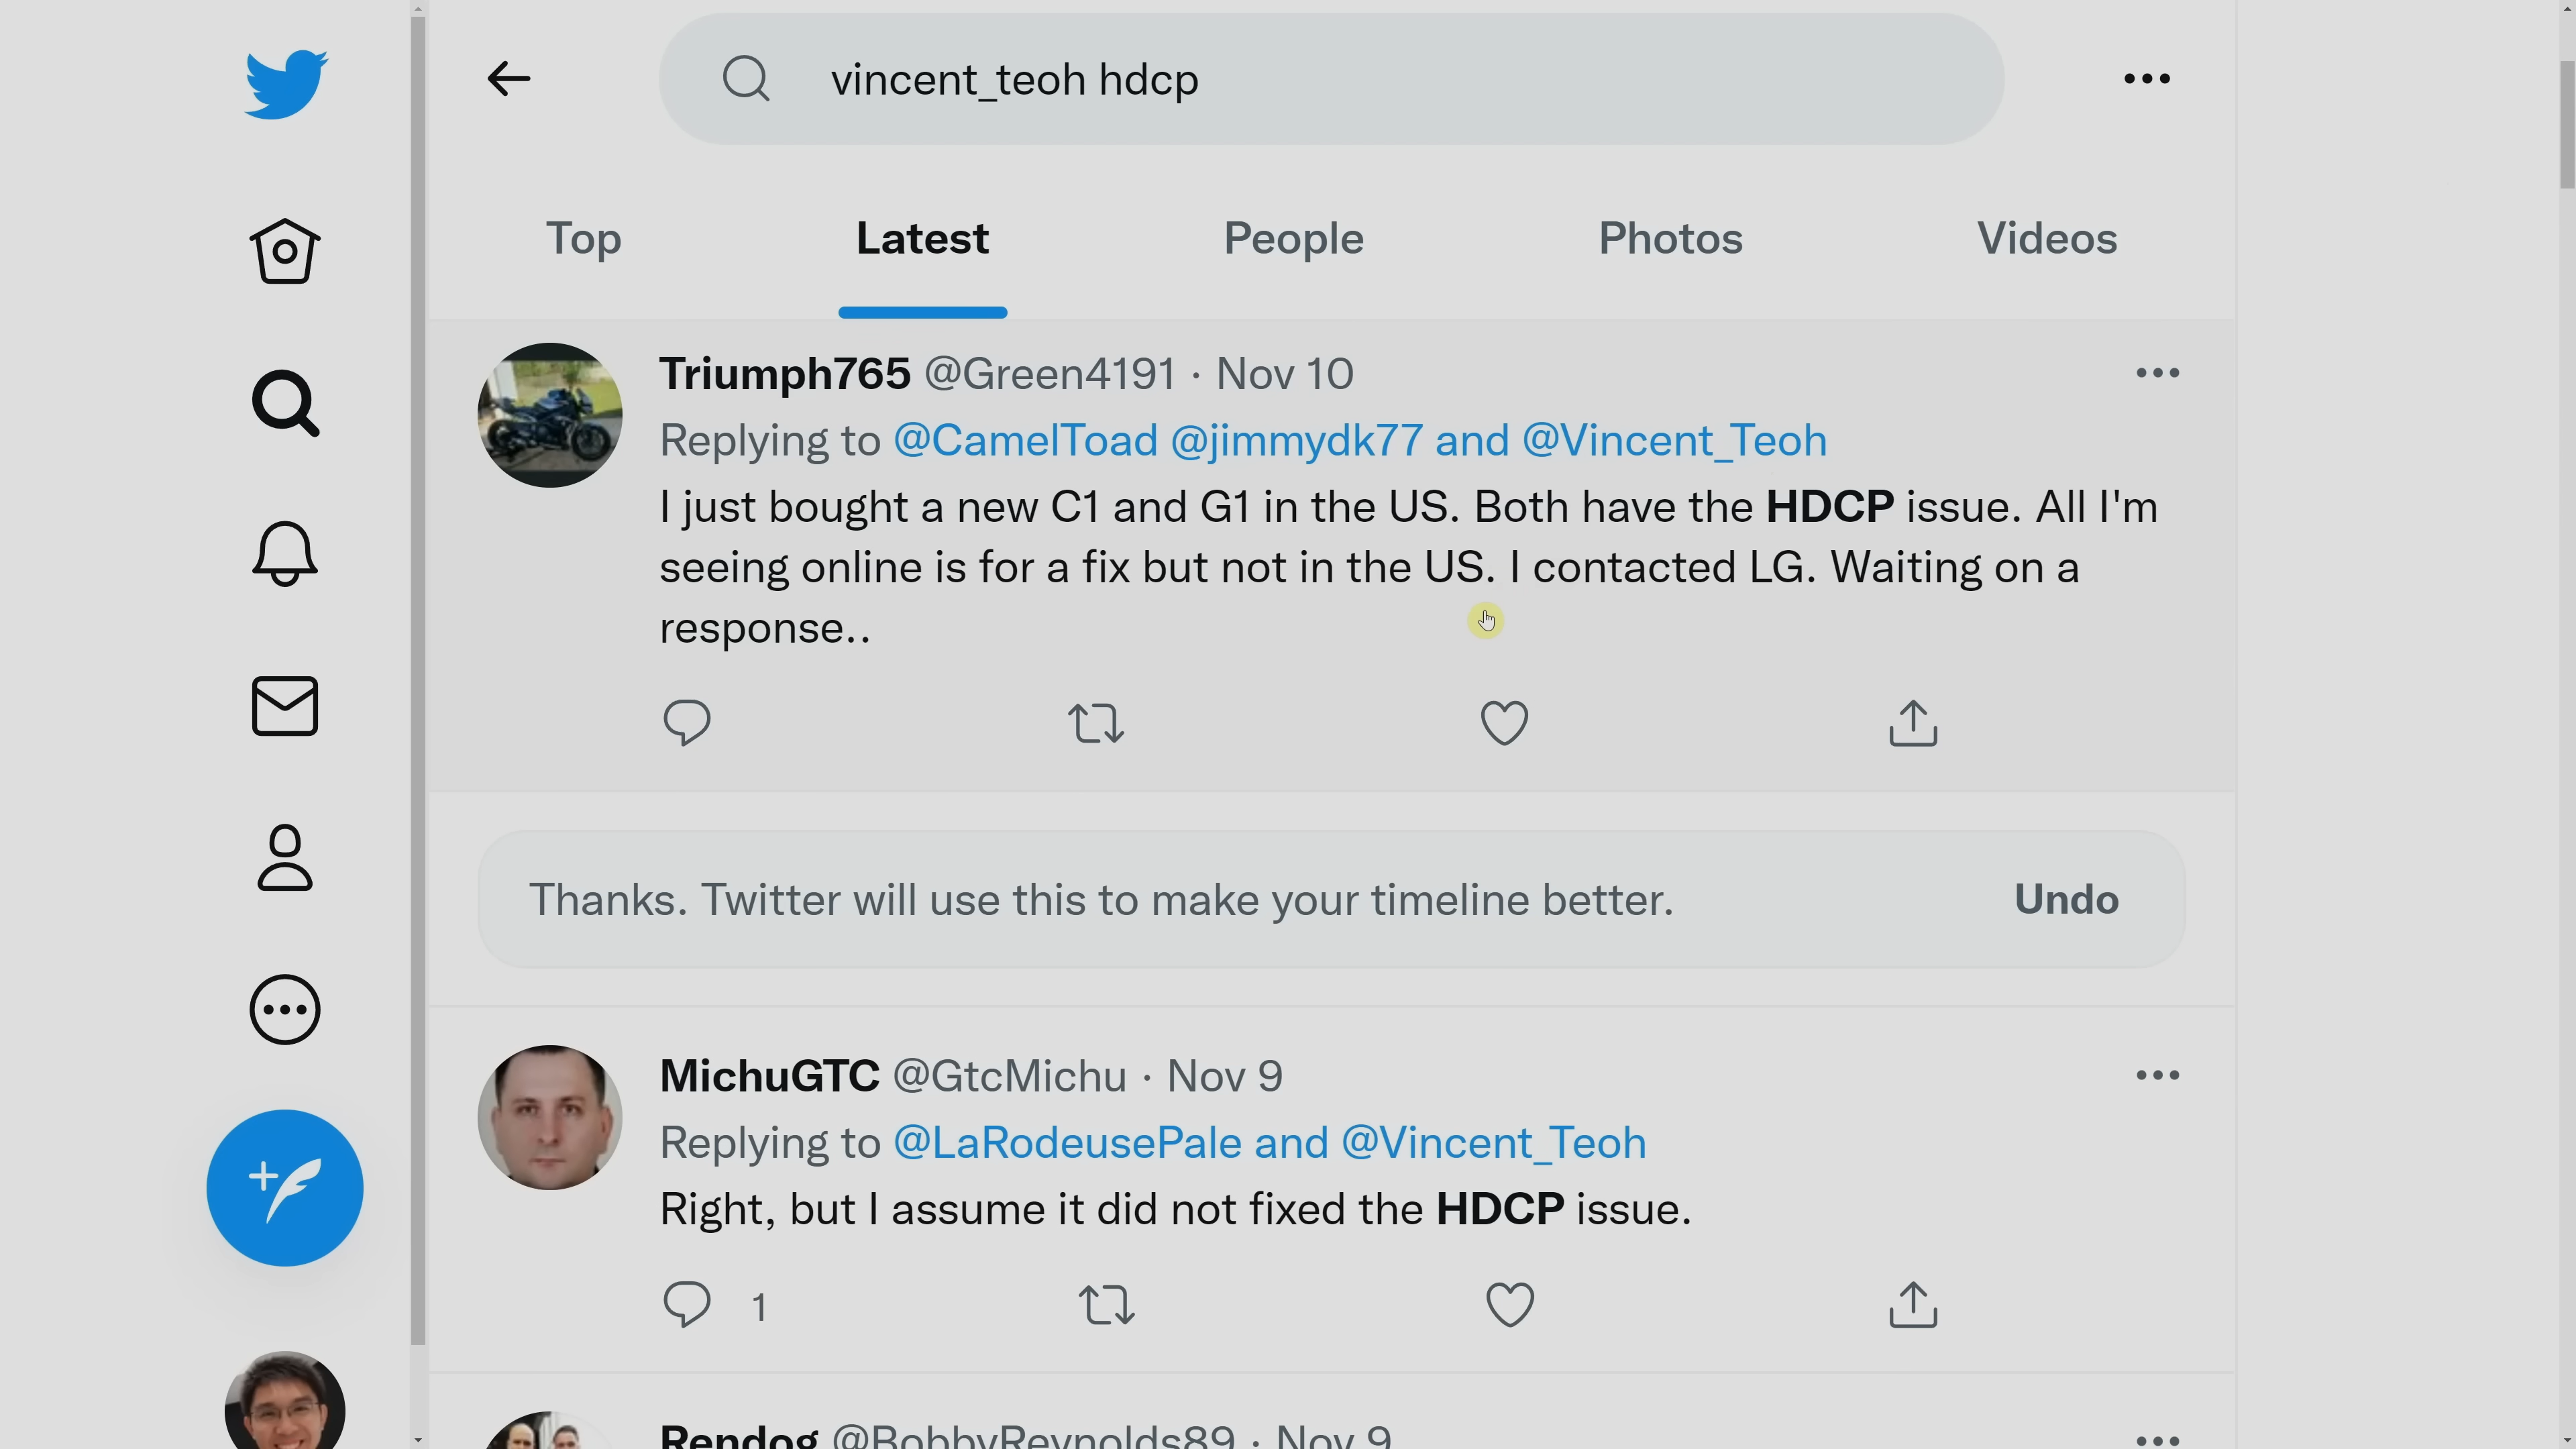 vincent_teoh hdcp
Top Latest People Photos Videos
Triumph765 @Green4191 · Nov 10
Replying to @CamelToad @jimmydk77 and @Vincent_Teoh
I just bought a new C1 and G1 in the US. Both have the HDCP issue. All I'm
seeing online is for a fix but not in the US. I contacted LG. Waiting on a
response..
Thanks. Twitter will use this to make your timeline better. Undo
MichuGTC @GtcMichu · Nov 9
Replying to @LaRodeusePale and @Vincent_Teoh
Right, but I assume it did not fixed the HDCP issue.
1
Rendog @BobbyReynolds89 · Nov 9